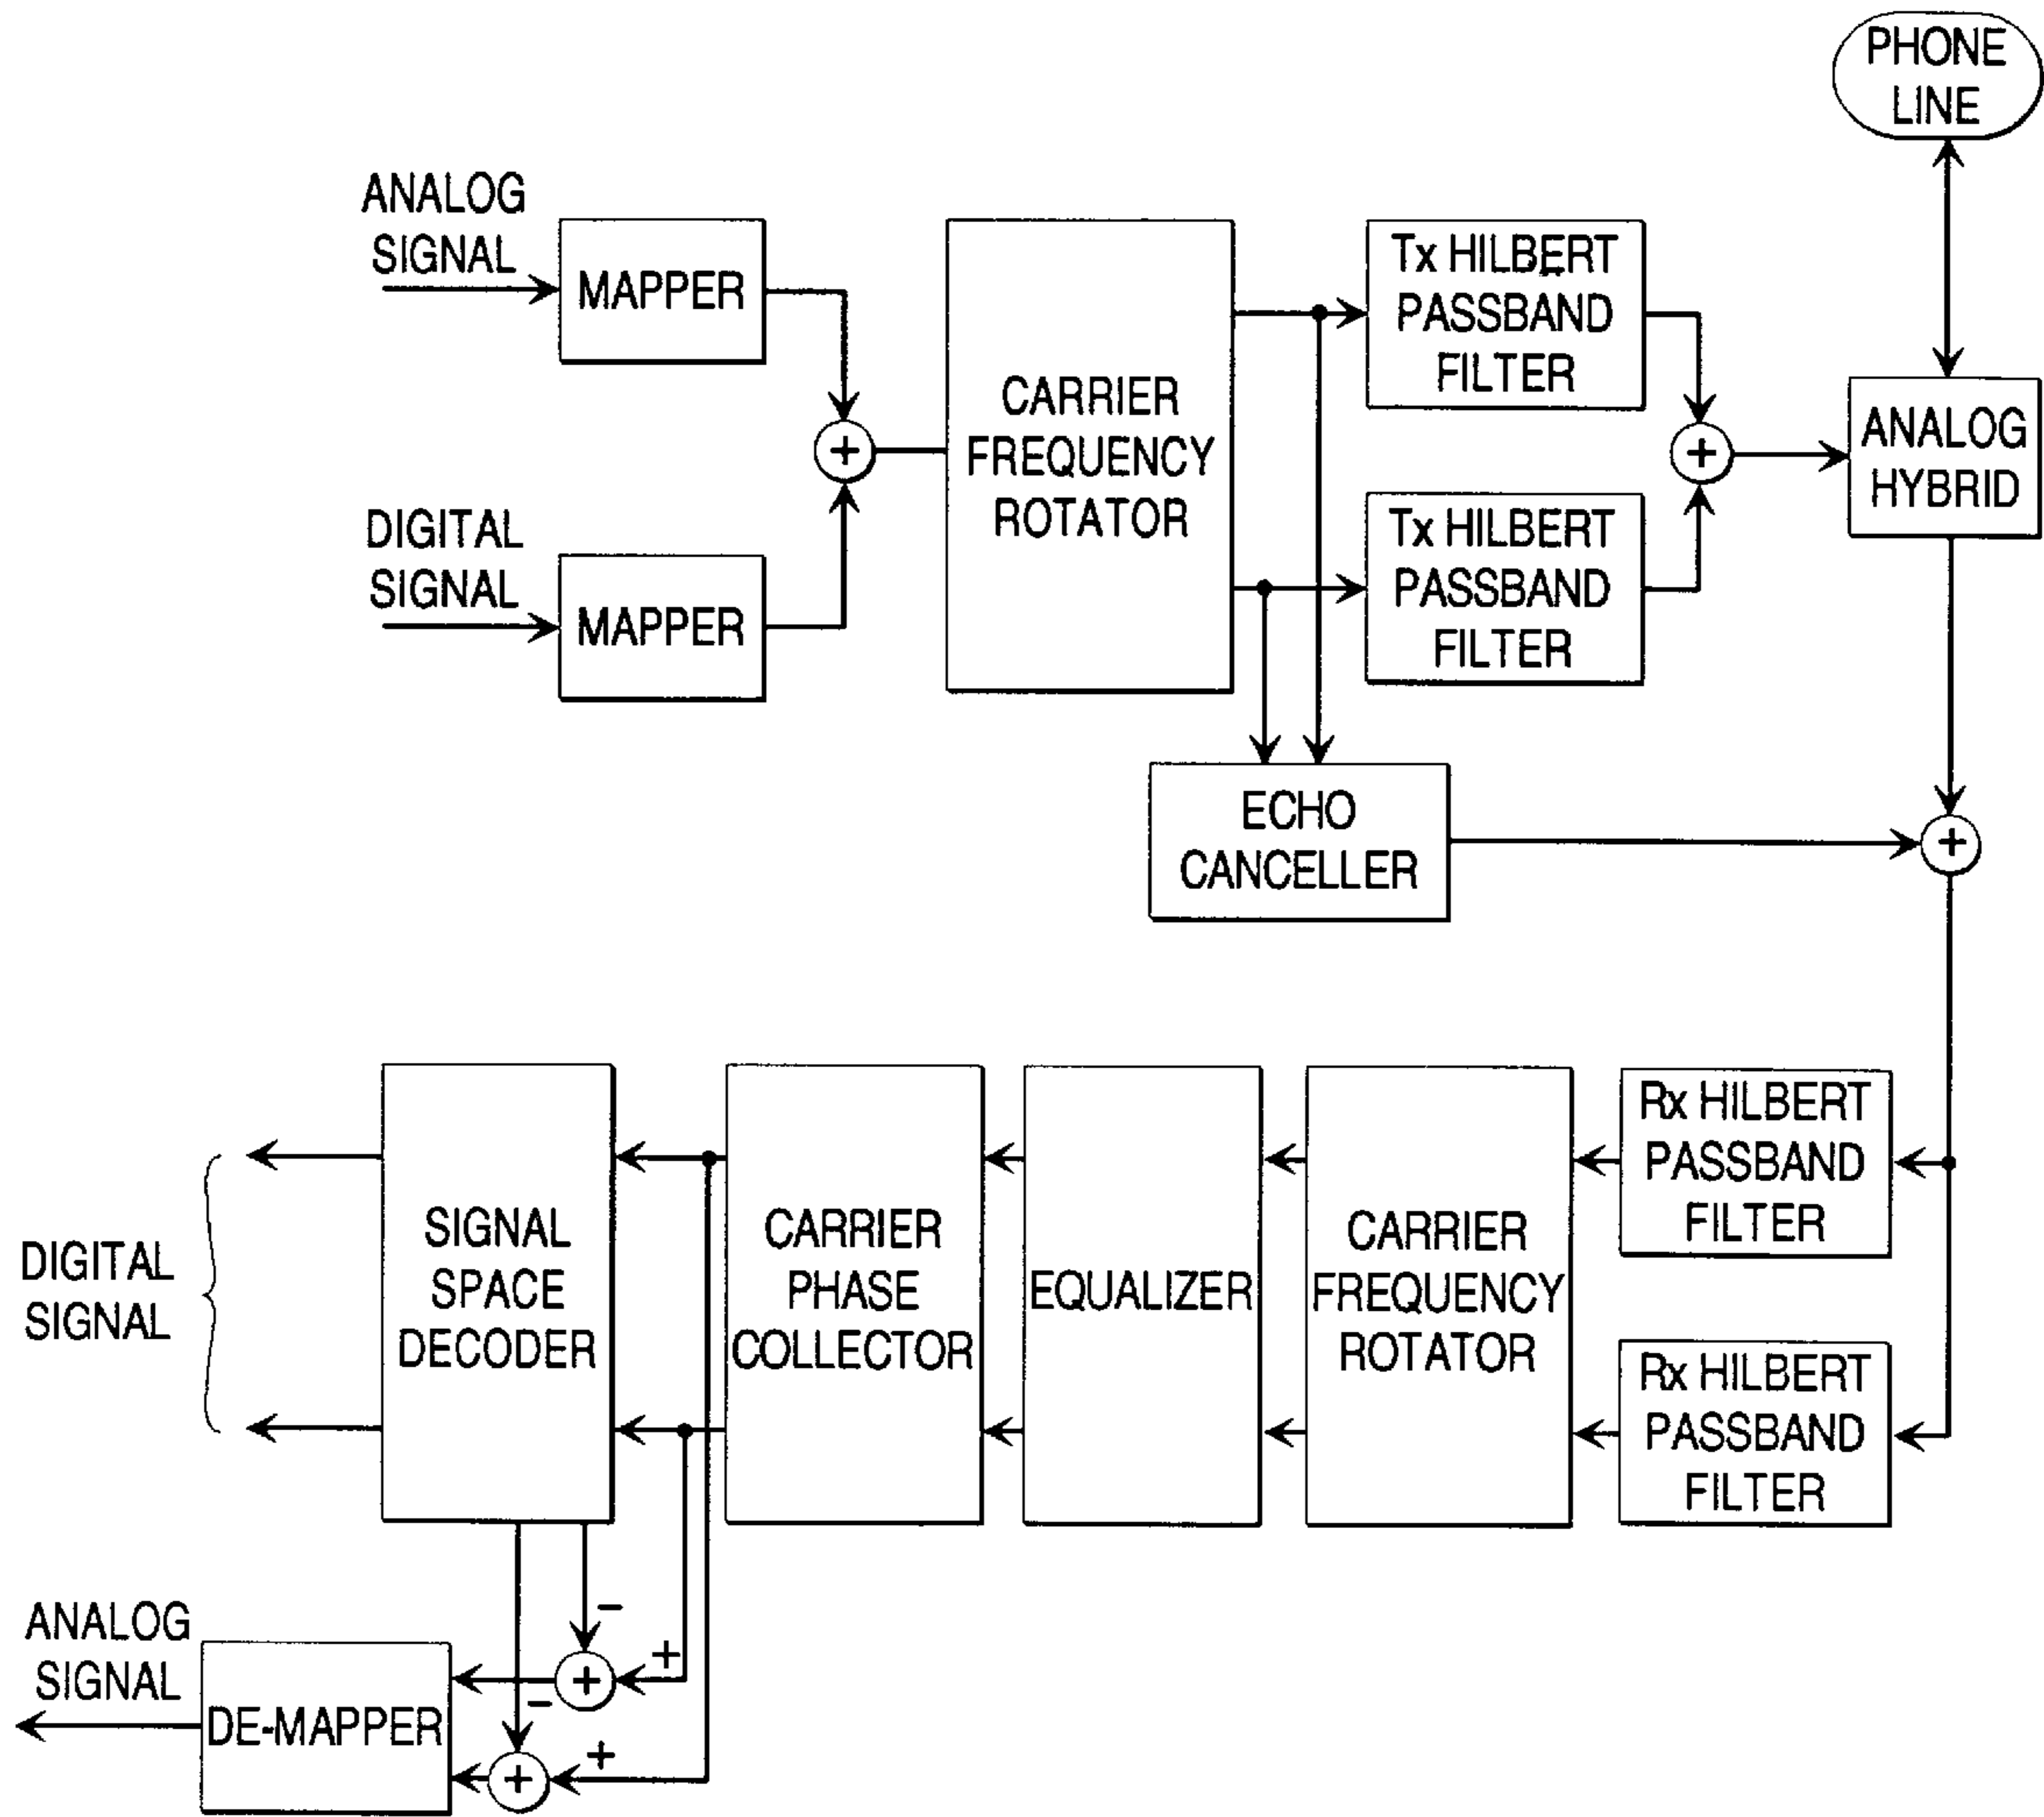 PHONE
LINE
ANALOG
SIGNAL
MAPPER
DIGITAL
SIGNAL
MAPPER
+
CARRIER
FREQUENCY
ROTATOR
Tx HILBERT
PASSBAND
FILTER
Tx HILBERT
PASSBAND
FILTER
+
ANALOG
HYBRID
ECHO
CANCELLER
+
Rx HILBERT
PASSBAND
FILTER
Rx HILBERT
PASSBAND
FILTER
CARRIER
FREQUENCY
ROTATOR
EQUALIZER
CARRIER
PHASE
COLLECTOR
SIGNAL
SPACE
DECODER
DIGITAL
SIGNAL
−
+
+
−
+
+
DE-MAPPER
ANALOG
SIGNAL